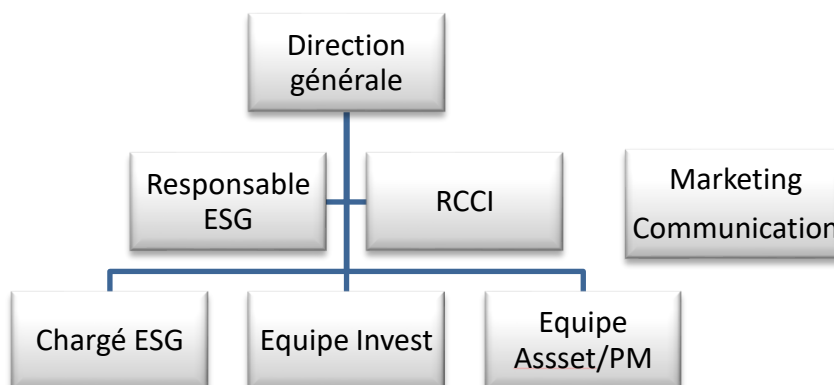 Direction
générale
Responsable
ESG
RCCI
Marketing
Communication
Chargé ESG
Equipe Invest
Equipe
Assset/PM